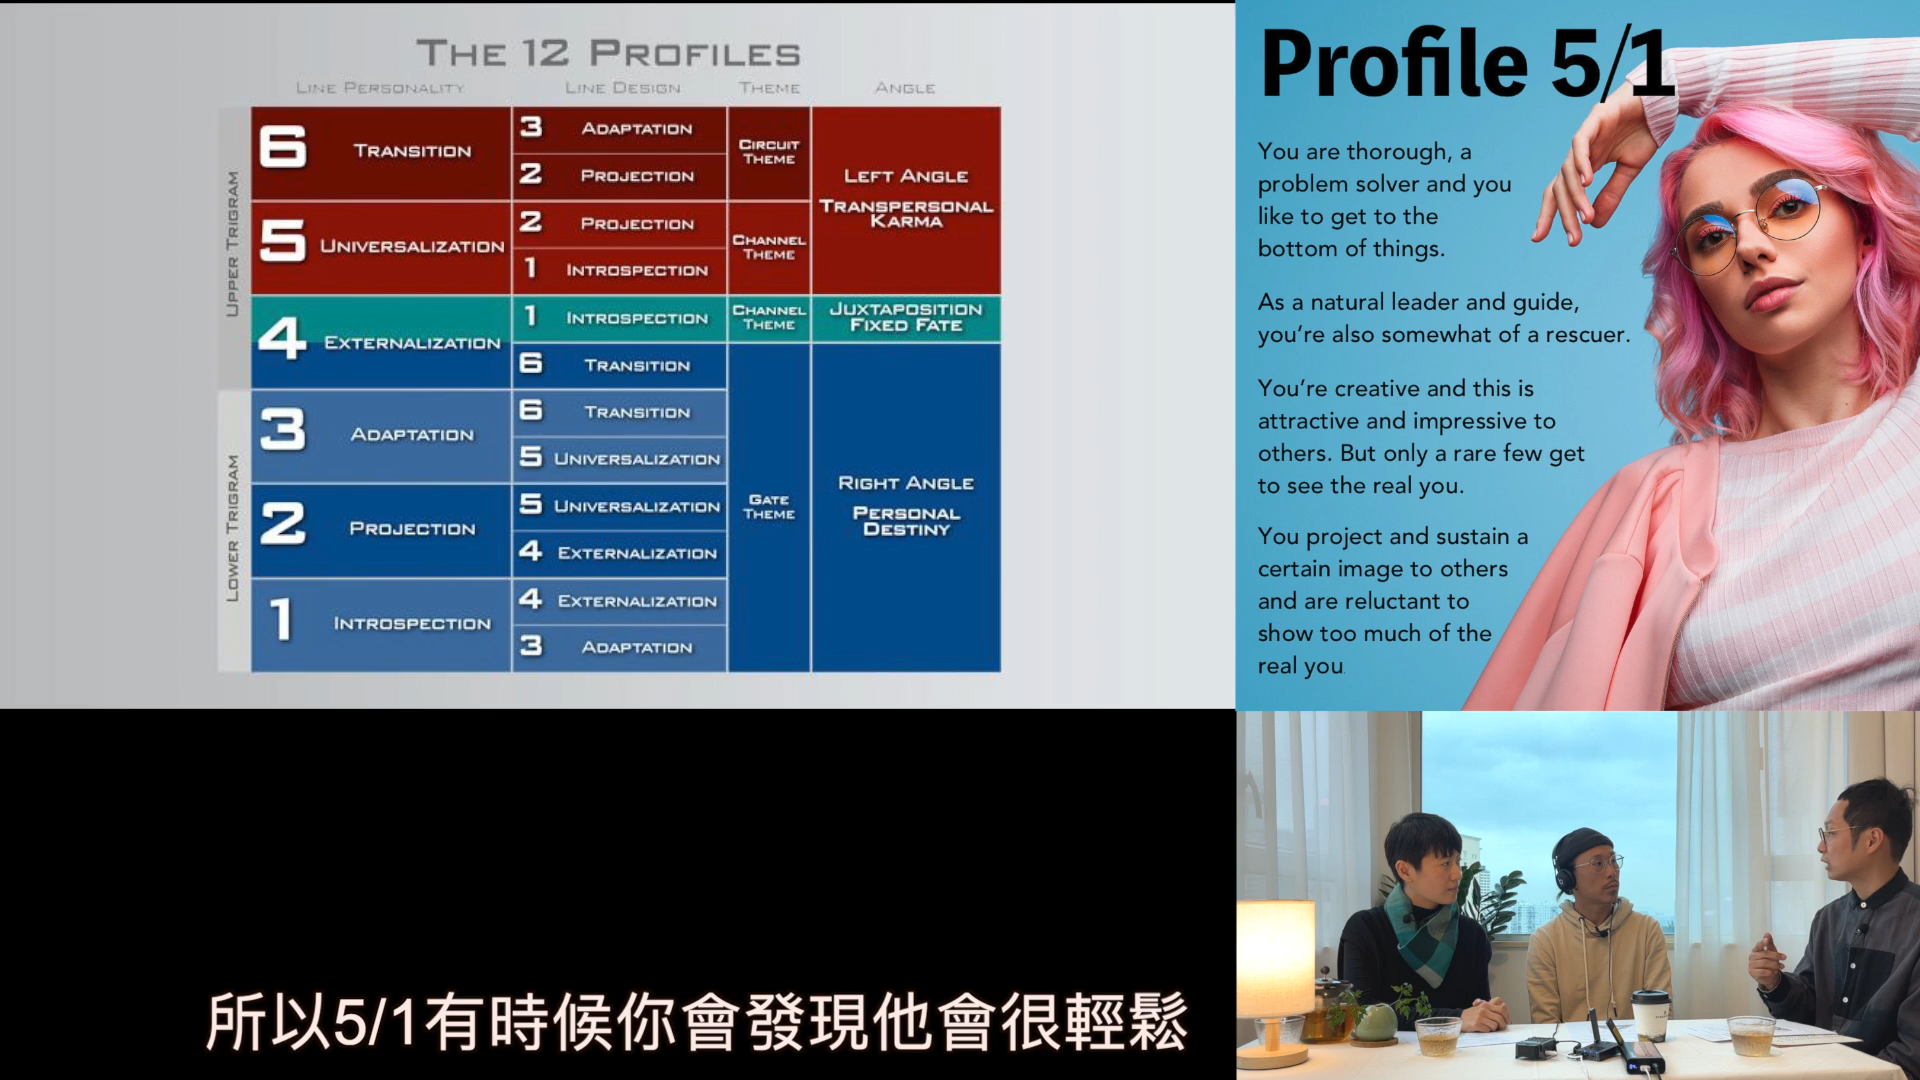 THE 12 PROFILES
LINE PERSONALITY LINE DESIGN THEME ANGLE
UPPER TRIGRAM
LOWER TRIGRAM
6 TRANSITION
3 ADAPTATION
2 PROJECTION
CIRCUIT
THEME
5 UNIVERSALIZATION
2 PROJECTION
1 INTROSPECTION
CHANNEL
THEME
LEFT ANGLE
TRANSPERSONAL
KARMA
4 EXTERNALIZATION
1 INTROSPECTION
CHANNEL
THEME
JUXTAPOSITION
FIXED FATE
6 TRANSITION
3 ADAPTATION
6 TRANSITION
5 UNIVERSALIZATION
2 PROJECTION
5 UNIVERSALIZATION
4 EXTERNALIZATION
1 INTROSPECTION
4 EXTERNALIZATION
3 ADAPTATION
GATE
THEME
RIGHT ANGLE
PERSONAL
DESTINY
Profile 5/1
You are thorough, a
problem solver and you
like to get to the
bottom of things.
As a natural leader and guide,
you’re also somewhat of a rescuer.
You’re creative and this is
attractive and impressive to
others. But only a rare few get
to see the real you.
You project and sustain a
certain image to others
and are reluctant to
show too much of the
real you.
所以5/1有時候你會發現他會很輕鬆